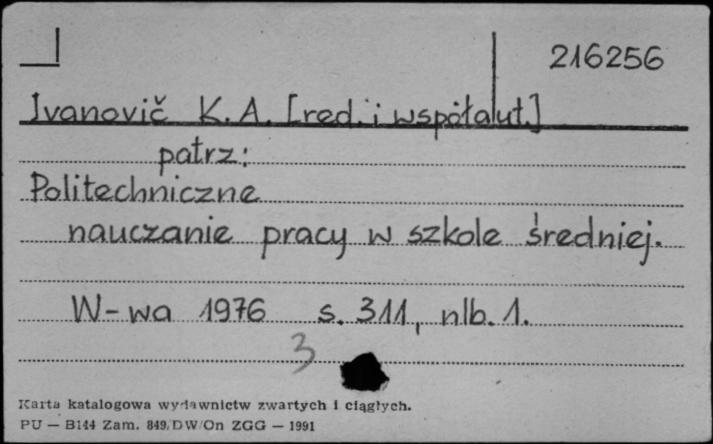 216256
Ivanovič K. A. [red. i współaut.]
patrz:
Politechniczne
nauczanie pracy w szkole średniej.
W-wa 1976 s. 311, nlb. 1.
3
Karta katalogowa wydawnictw zwartych i ciągłych.
PU — B144 Zam. 849/DW/On ZGG — 1991